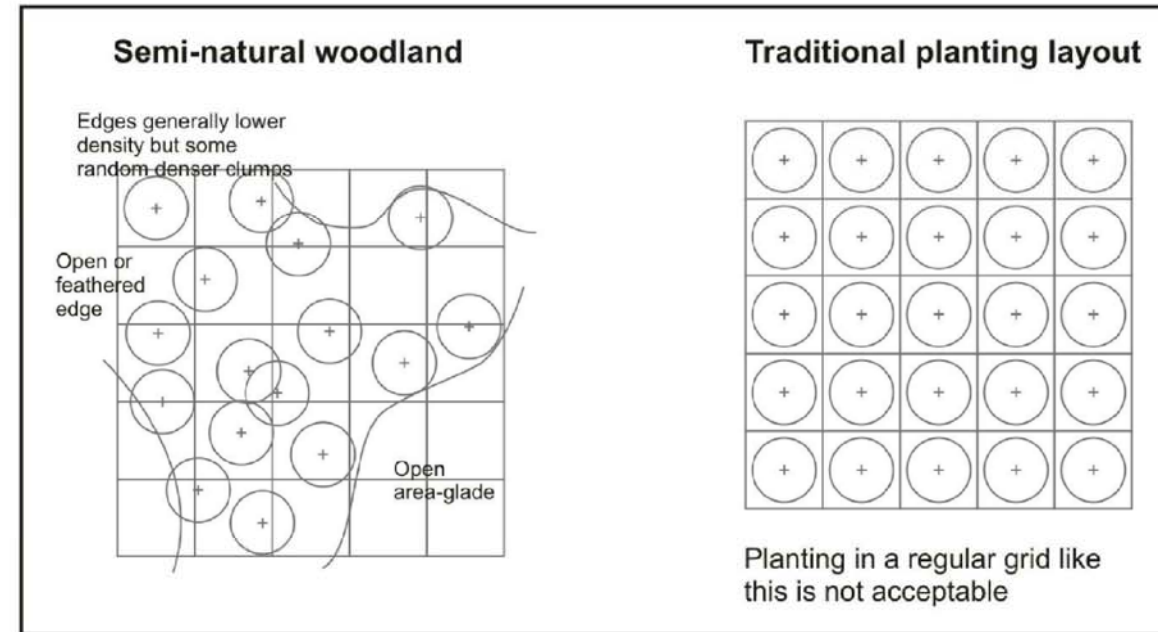 Semi-natural woodland
Edges generally lower
density but some
random denser clumps
Open or
feathered
edge
Open
area-glade
Traditional planting layout
Planting in a regular grid like
this is not acceptable